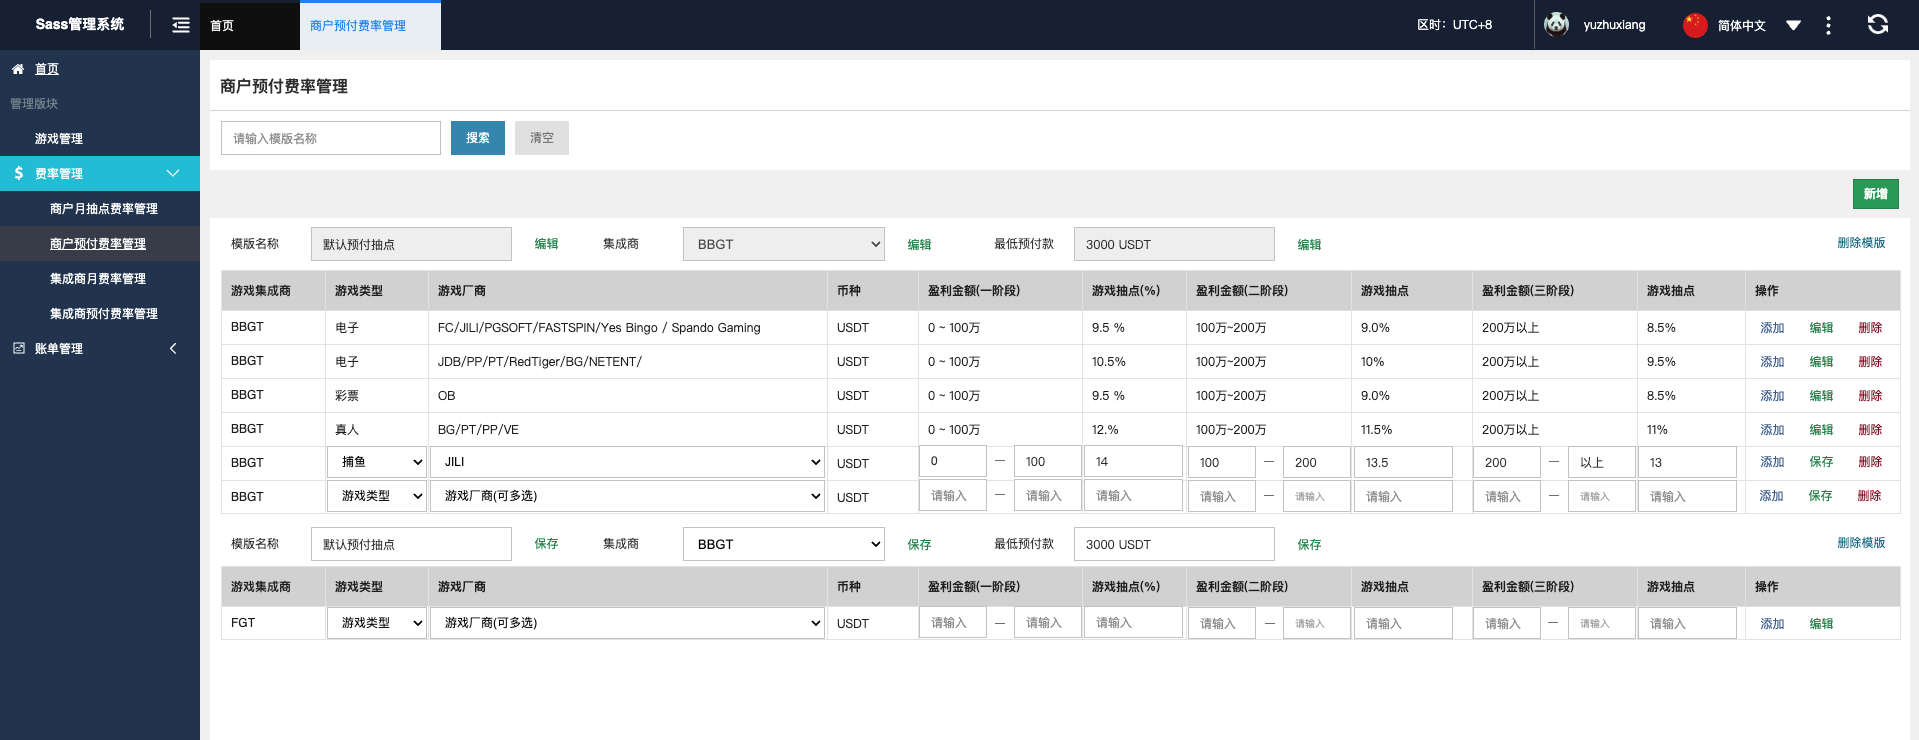 Sass管理系统
首页
商户预付费率管理
区时：UTC+8
yuzhuxiang
简体中文
首页
管理版块
游戏管理
费率管理
商户月抽点费率管理
商户预付费率管理
集成商月费率管理
集成商预付费率管理
账单管理
商户预付费率管理
请输入模版名称 搜索 清空
新增
模版名称 默认预付抽点 编辑 集成商 BBGT 编辑 最低预付款 3000 USDT 编辑 删除模版
游戏集成商 游戏类型 游戏厂商 币种 盈利金额(一阶段) 游戏抽点(%) 盈利金额(二阶段) 游戏抽点 盈利金额(三阶段) 游戏抽点 操作
BBGT 电子 FC/JILI/PGSOFT/FASTSPIN/Yes Bingo / Spando Gaming USDT 0 ~ 100万 9.5 % 100万~200万 9.0% 200万以上 8.5% 添加 编辑 删除
BBGT 电子 JDB/PP/PT/RedTiger/BG/NETENT/ USDT 0 ~ 100万 10.5% 100万~200万 10% 200万以上 9.5% 添加 编辑 删除
BBGT 彩票 OB USDT 0 ~ 100万 9.5 % 100万~200万 9.0% 200万以上 8.5% 添加 编辑 删除
BBGT 真人 BG/PT/PP/VE USDT 0 ~ 100万 12.% 100万~200万 11.5% 200万以上 11% 添加 编辑 删除
BBGT 捕鱼 JILI USDT 0 — 100 14 100 — 200 13.5 200 — 以上 13 添加 保存 删除
BBGT 游戏类型 游戏厂商(可多选) USDT 请输入 — 请输入 请输入 请输入 — 请输入 请输入 请输入 — 请输入 请输入 添加 保存 删除
模版名称 默认预付抽点 保存 集成商 BBGT 保存 最低预付款 3000 USDT 保存 删除模版
游戏集成商 游戏类型 游戏厂商 币种 盈利金额(一阶段) 游戏抽点(%) 盈利金额(二阶段) 游戏抽点 盈利金额(三阶段) 游戏抽点 操作
FGT 游戏类型 游戏厂商(可多选) USDT 请输入 — 请输入 请输入 请输入 — 请输入 请输入 请输入 — 请输入 请输入 添加 编辑